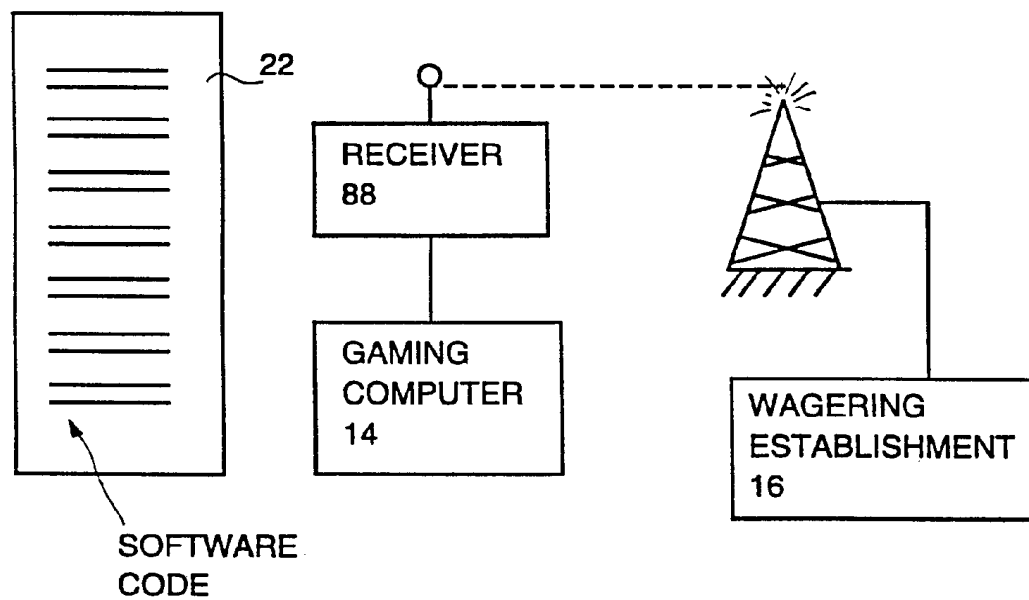 22
RECEIVER
88
GAMING
COMPUTER
14
WAGERING
ESTABLISHMENT
16
SOFTWARE
CODE